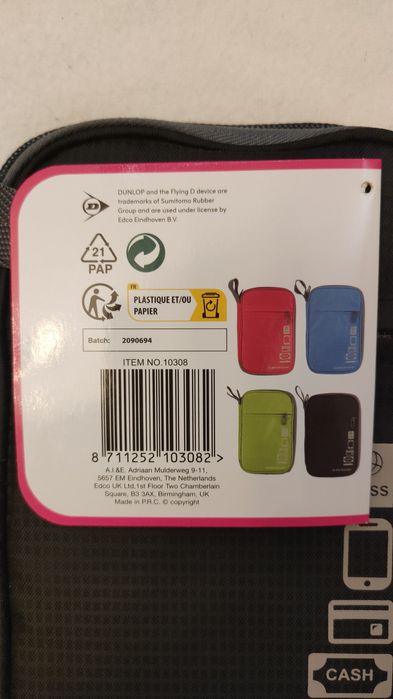 DUNLOP and the Flying D device are
trademarks of Sumitomo Rubber
Group and are used under license by
Edco Eindhoven B.V.
21
PAP
FR
PLASTIQUE ET/OU
PAPIER
Batch: 2090694
ITEM NO.10308
8 711252 103082 >
A.I.&E. Adriaan Mulderweg 9-11,
5657 EM Eindhoven, The Netherlands
Edco UK Ltd,1st Floor Two Chamberlain
Square, B3 3AX, Birmingham, UK
Made in P.R.C. © copyright
SS
CASH